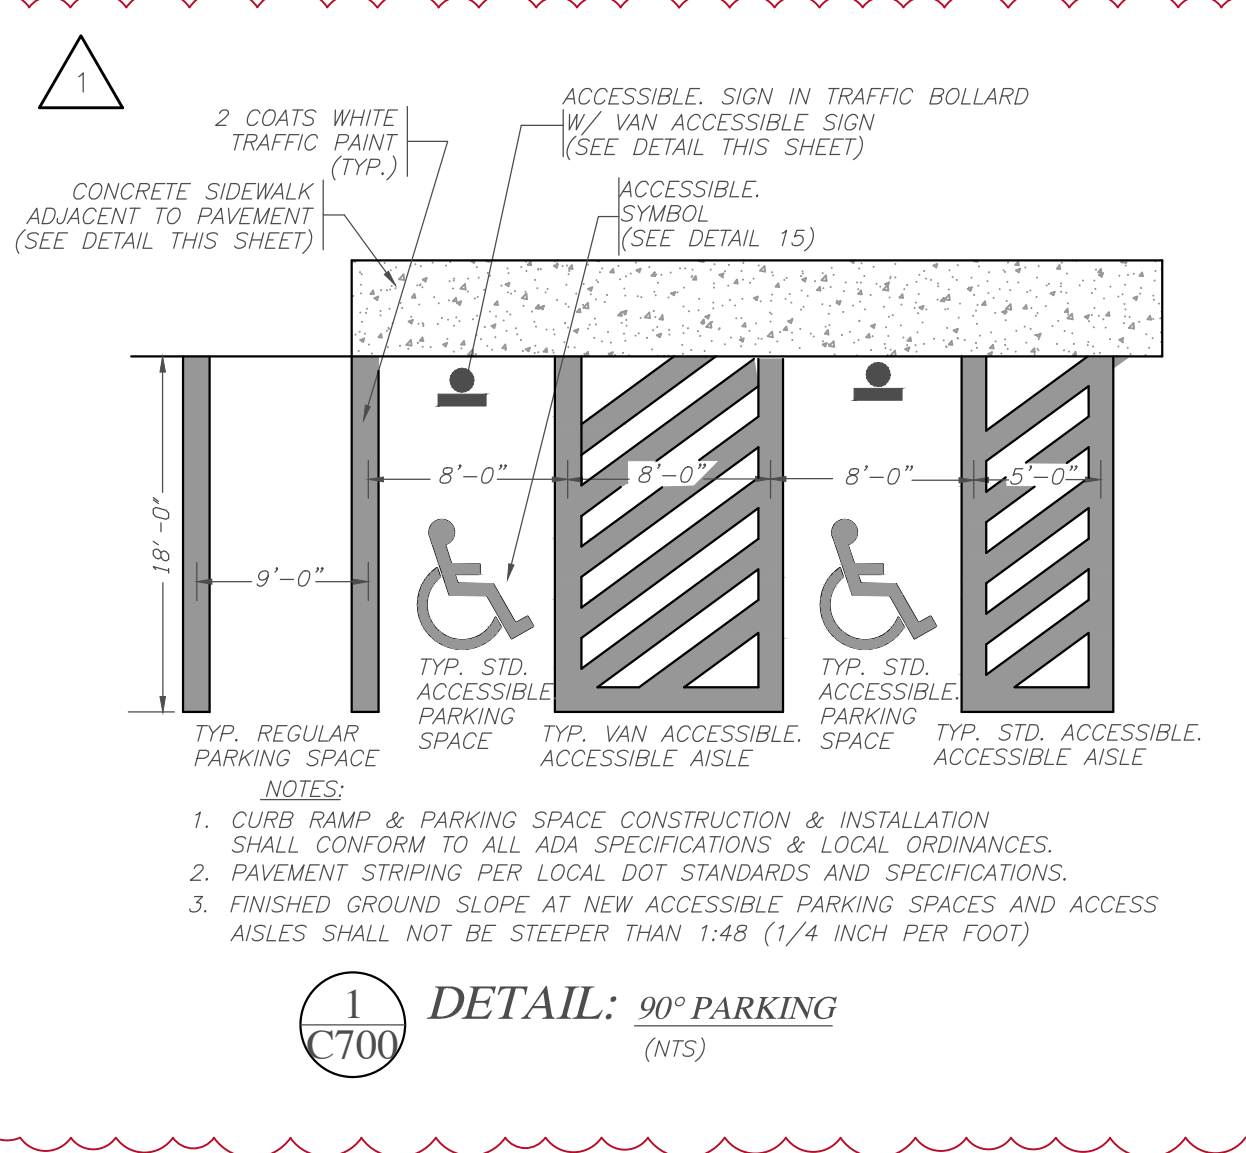 1
2 COATS WHITE
TRAFFIC PAINT
(TYP.)
ACCESSIBLE. SIGN IN TRAFFIC BOLLARD
W/ VAN ACCESSIBLE SIGN
(SEE DETAIL THIS SHEET)
CONCRETE SIDEWALK
ADJACENT TO PAVEMENT
(SEE DETAIL THIS SHEET)
ACCESSIBLE.
SYMBOL
(SEE DETAIL 15)
8'-0"
8'-0"
8'-0"
5'-0"
18'-0"
9'-0"
TYP. STD.
ACCESSIBLE
PARKING
SPACE
TYP. STD.
ACCESSIBLE.
PARKING
SPACE
TYP. REGULAR
PARKING SPACE
TYP. VAN ACCESSIBLE.
ACCESSIBLE AISLE
TYP. STD. ACCESSIBLE.
ACCESSIBLE AISLE
NOTES:
1. CURB RAMP & PARKING SPACE CONSTRUCTION & INSTALLATION
SHALL CONFORM TO ALL ADA SPECIFICATIONS & LOCAL ORDINANCES.
2. PAVEMENT STRIPING PER LOCAL DOT STANDARDS AND SPECIFICATIONS.
3. FINISHED GROUND SLOPE AT NEW ACCESSIBLE PARKING SPACES AND ACCESS
AISLES SHALL NOT BE STEEPER THAN 1:48 (1/4 INCH PER FOOT)
1
C700
DETAIL: 90° PARKING
(NTS)